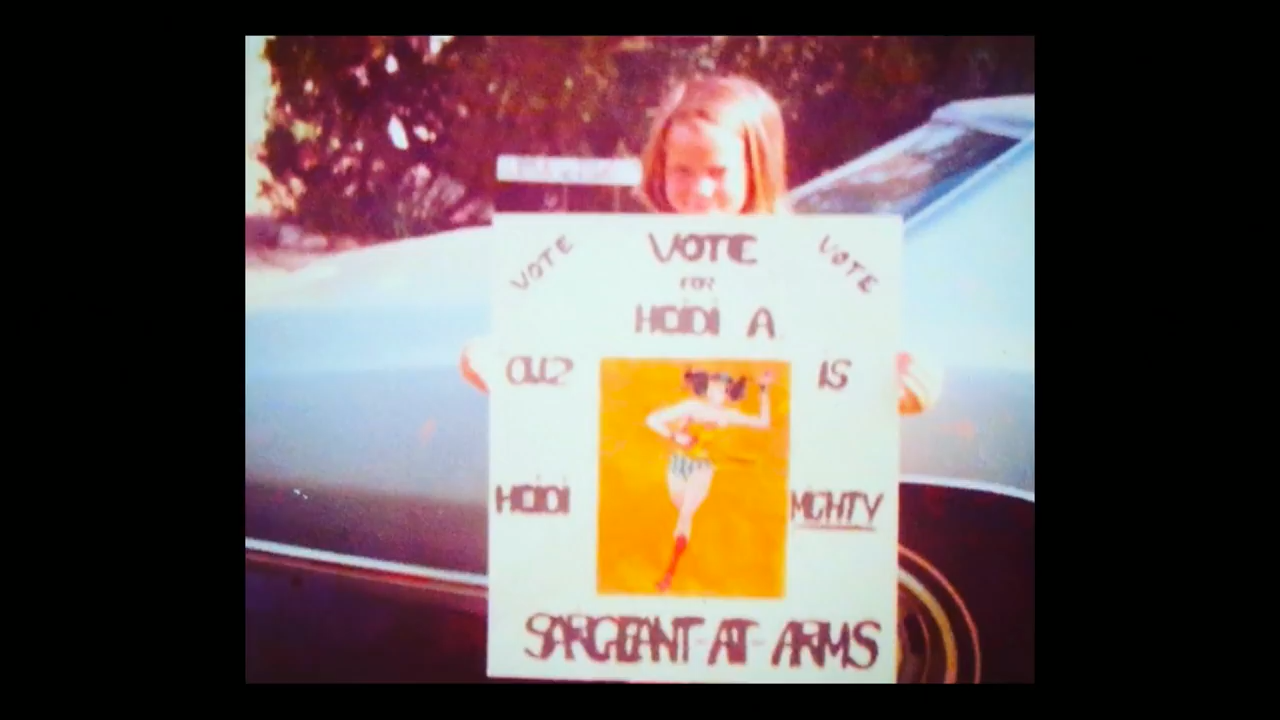 VOTE VOTE VOTE
FOR
HEIDI A
OUR IS
HEIDI MIGHTY
SARGEANT-AT-ARMS